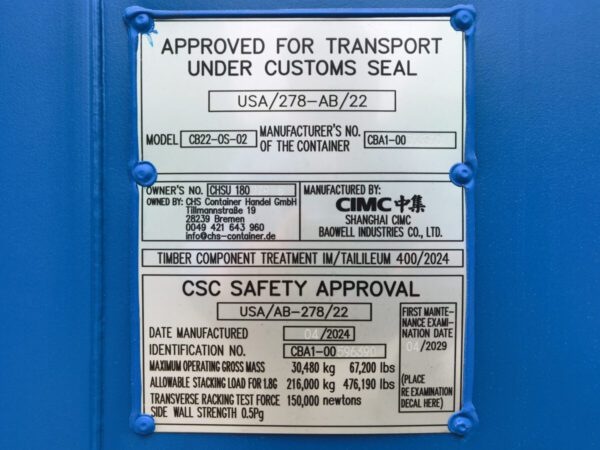 APPROVED FOR TRANSPORT
UNDER CUSTOMS SEAL
USA/278-AB/22
MODEL CB22-0S-02
MANUFACTURER'S NO.
OF THE CONTAINER
CBA1-00
OWNER'S NO. CHSU 180
OWNED BY: CHS Container Handel GmbH
Tillmannstraße 19
28239 Bremen
0049 421 643 960
info@chs-container.de
MANUFACTURED BY:
CIMC 中集
SHANGHAI CIMC
BAOWELL INDUSTRIES CO., LTD.
TIMBER COMPONENT TREATMENT IM/TAILILEUM 400/2024
CSC SAFETY APPROVAL
USA/AB-278/22
DATE MANUFACTURED 04/2024
IDENTIFICATION NO. CBA1-00
MAXIMUM OPERATING GROSS MASS 30,480 kg 67,200 lbs
ALLOWABLE STACKING LOAD FOR 1.8G 216,000 kg 476,190 lbs
TRANSVERSE RACKING TEST FORCE 150,000 newtons
SIDE WALL STRENGTH 0.5Pg
FIRST MAINTE-
NANCE EXAMI-
NATION DATE
04/2029
(PLACE
RE EXAMINATION
DECAL HERE)